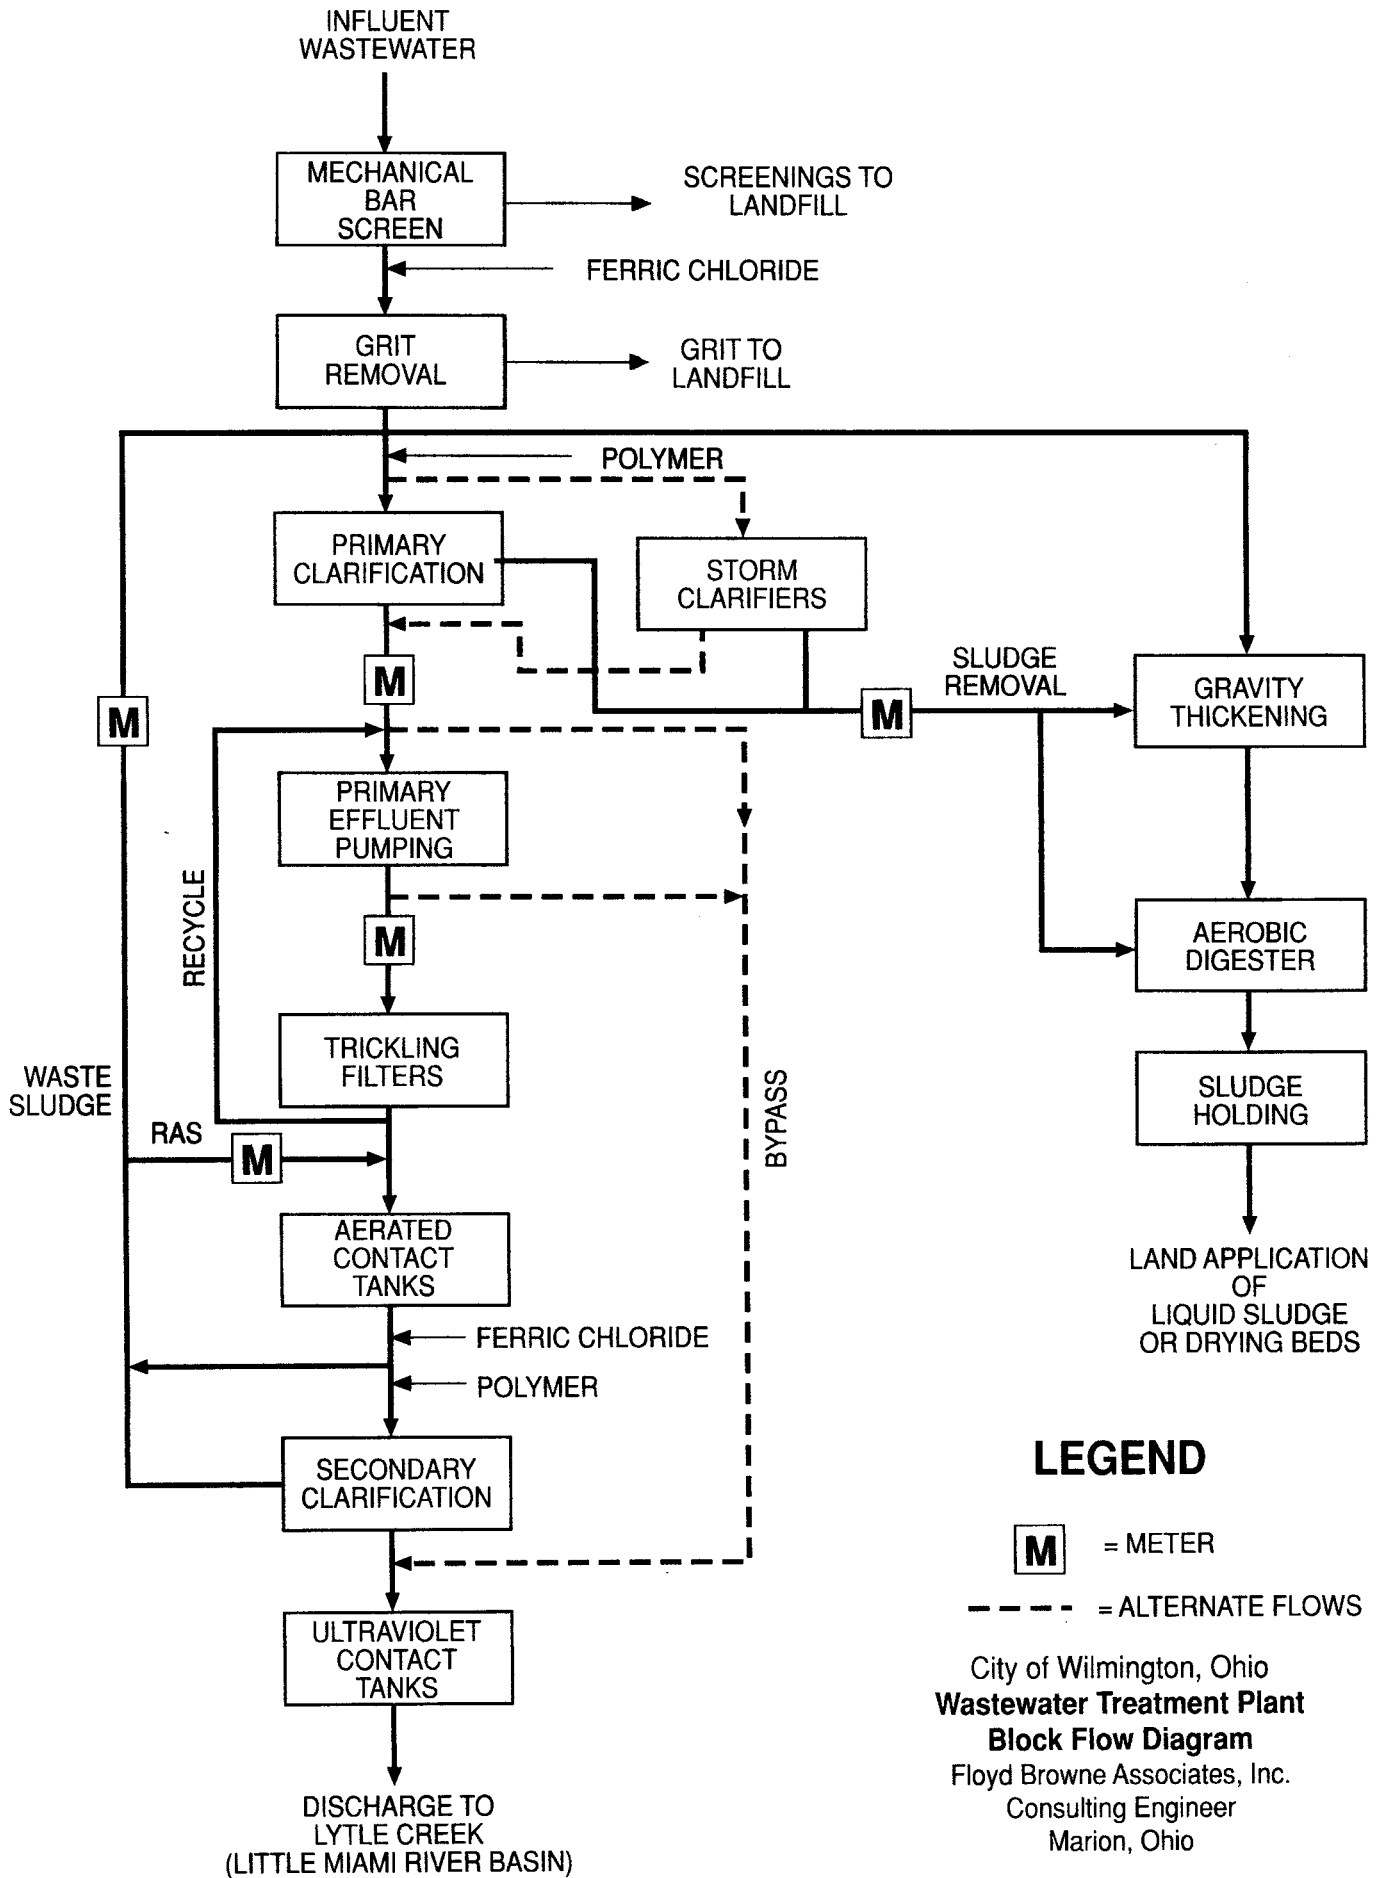 INFLUENT
WASTEWATER
MECHANICAL
BAR
SCREEN
SCREENINGS TO
LANDFILL
FERRIC CHLORIDE
GRIT
REMOVAL
GRIT TO
LANDFILL
POLYMER
PRIMARY
CLARIFICATION
STORM
CLARIFIERS
M
SLUDGE
REMOVAL
M
M
GRAVITY
THICKENING
PRIMARY
EFFLUENT
PUMPING
RECYCLE
M
AEROBIC
DIGESTER
TRICKLING
FILTERS
WASTE
SLUDGE
BYPASS
SLUDGE
HOLDING
RAS
M
AERATED
CONTACT
TANKS
LAND APPLICATION
OF
LIQUID SLUDGE
OR DRYING BEDS
FERRIC CHLORIDE
POLYMER
SECONDARY
CLARIFICATION
ULTRAVIOLET
CONTACT
TANKS
DISCHARGE TO
LYTLE CREEK
(LITTLE MIAMI RIVER BASIN)
LEGEND
M = METER
= ALTERNATE FLOWS
City of Wilmington, Ohio
Wastewater Treatment Plant
Block Flow Diagram
Floyd Browne Associates, Inc.
Consulting Engineer
Marion, Ohio